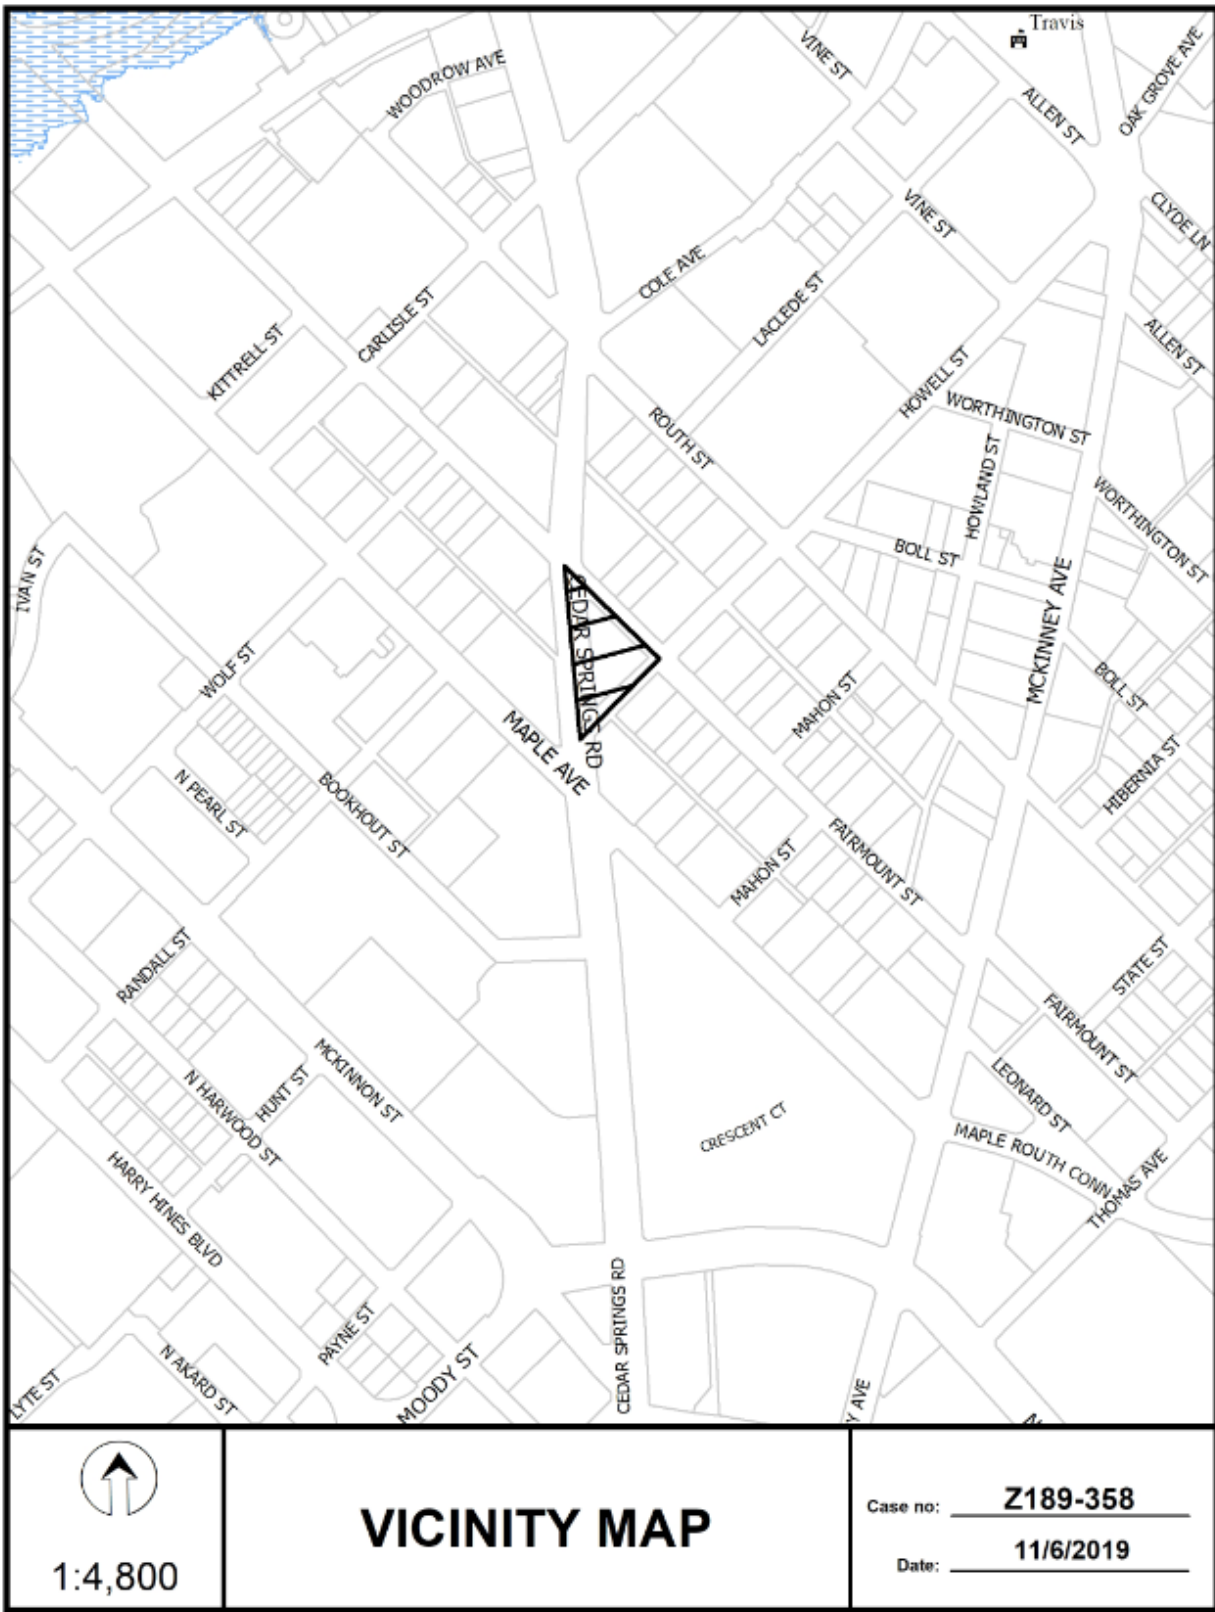 Travis
VINE ST
OAK GROVE AVE
WOODROW AVE
ALLEN ST
VINE ST
CLYDE LN
COLE AVE
LACLEDE ST
CARLISLE ST
KITTRELL ST
ALLEN ST
HOWELL ST
WORTHINGTON ST
ROUTH ST
HOWLAND ST
WORTHINGTON ST
BOLL ST
IVAN ST
MCKINNEY AVE
CEDAR SPRINGS RD
WOLF ST
BOLL ST
MAHON ST
MAPLE AVE
HIBERNIA ST
N PEARL ST
BOOKHOUT ST
FAIRMOUNT ST
MAHON ST
RANDALL ST
STATE ST
FAIRMOUNT ST
MCKINNON ST
N HARWOOD ST
HUNT ST
LEONARD ST
CRESCENT CT
MAPLE ROUTH CONN
HARRY HINES BLVD
THOMAS AVE
CEDAR SPRINGS RD
PAYNE ST
N AKARD ST
MOODY ST
LYTE ST
Y AVE
1:4,800
VICINITY MAP
Case no: Z189-358
Date: 11/6/2019